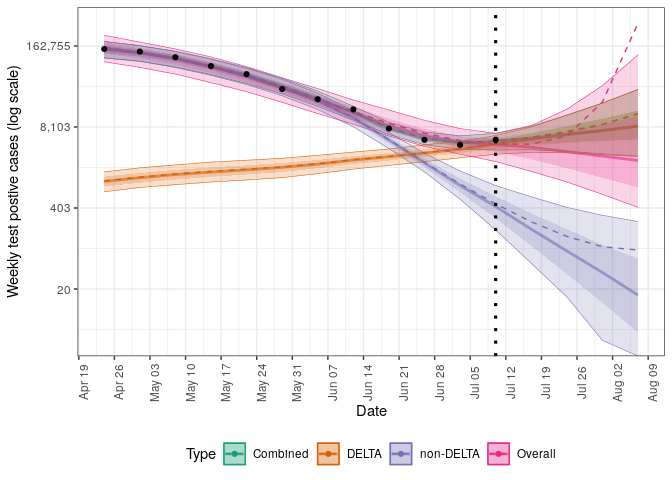 Weekly test postive cases (log scale)
162,755
8,103
403
20
Apr 19
Apr 26
May 03
May 10
May 17
May 24
May 31
Jun 07
Jun 14
Jun 21
Jun 28
Jul 05
Jul 12
Jul 19
Jul 26
Aug 02
Aug 09
Date
Type
Combined
DELTA
non-DELTA
Overall